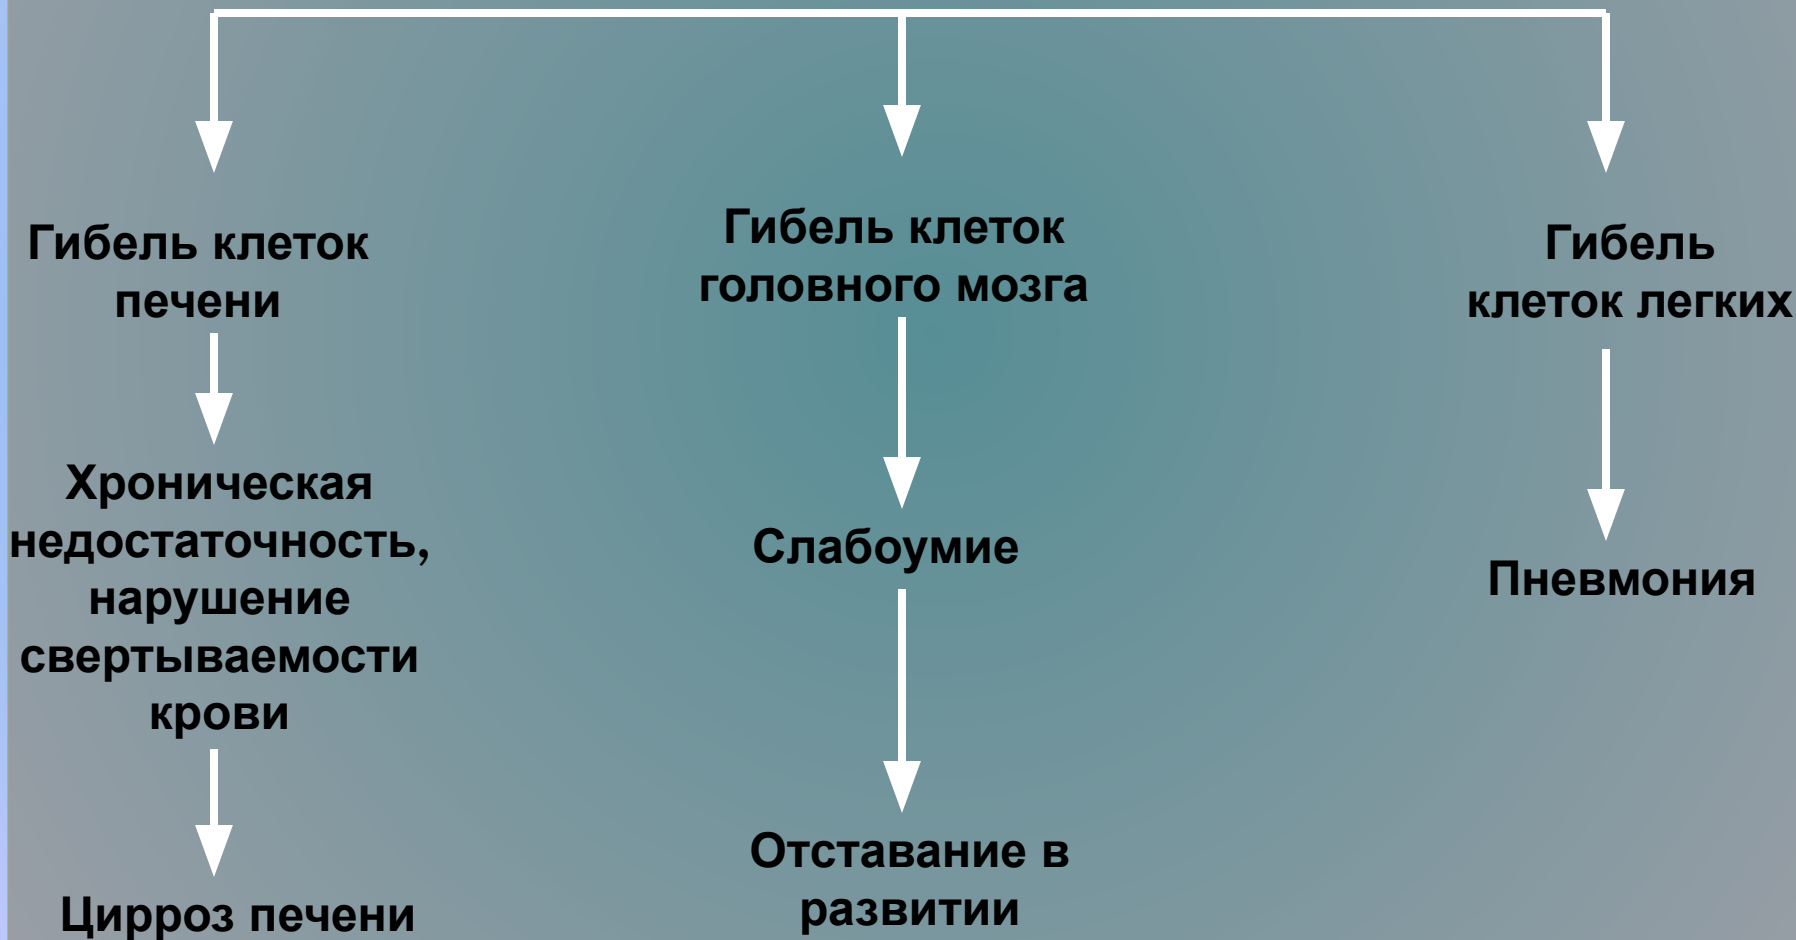 Гибель клеток
печени
Хроническая
недостаточность,
нарушение
свертываемости
крови
Цирроз печени
Гибель клеток
головного мозга
Слабоумие
Отставание в
развитии
Гибель
клеток легких
Пневмония